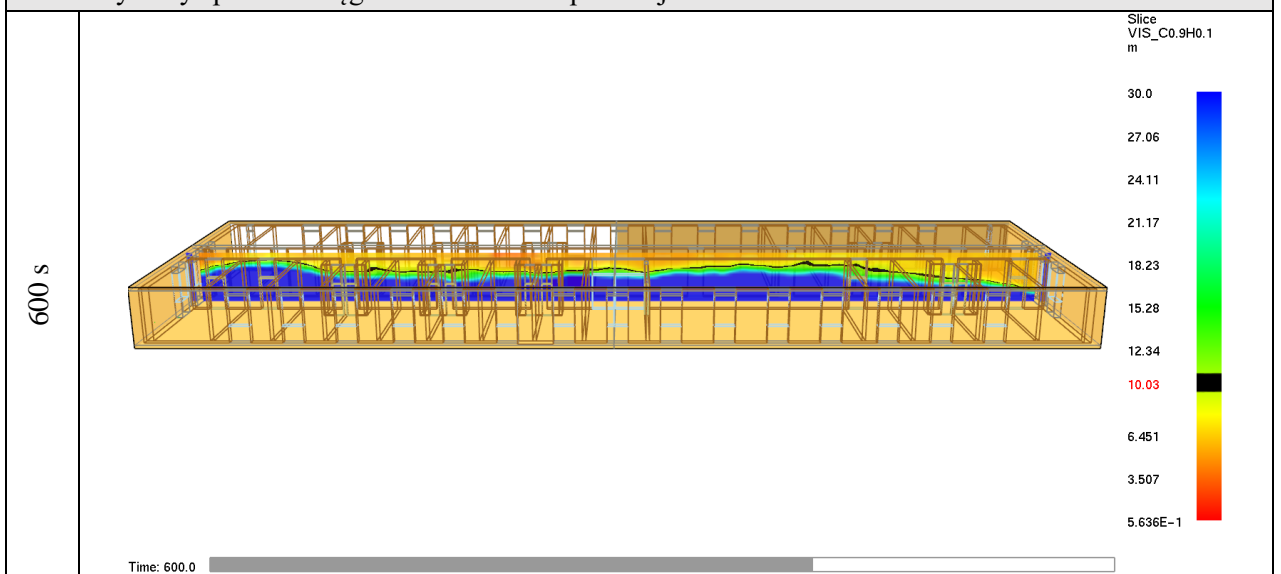 Slice
VIS_C0.9H0.1
m
30.0
27.06
24.11
21.17
18.23
15.28
12.34
10.03
6.451
3.507
5.636E-1
600 s
Time: 600.0